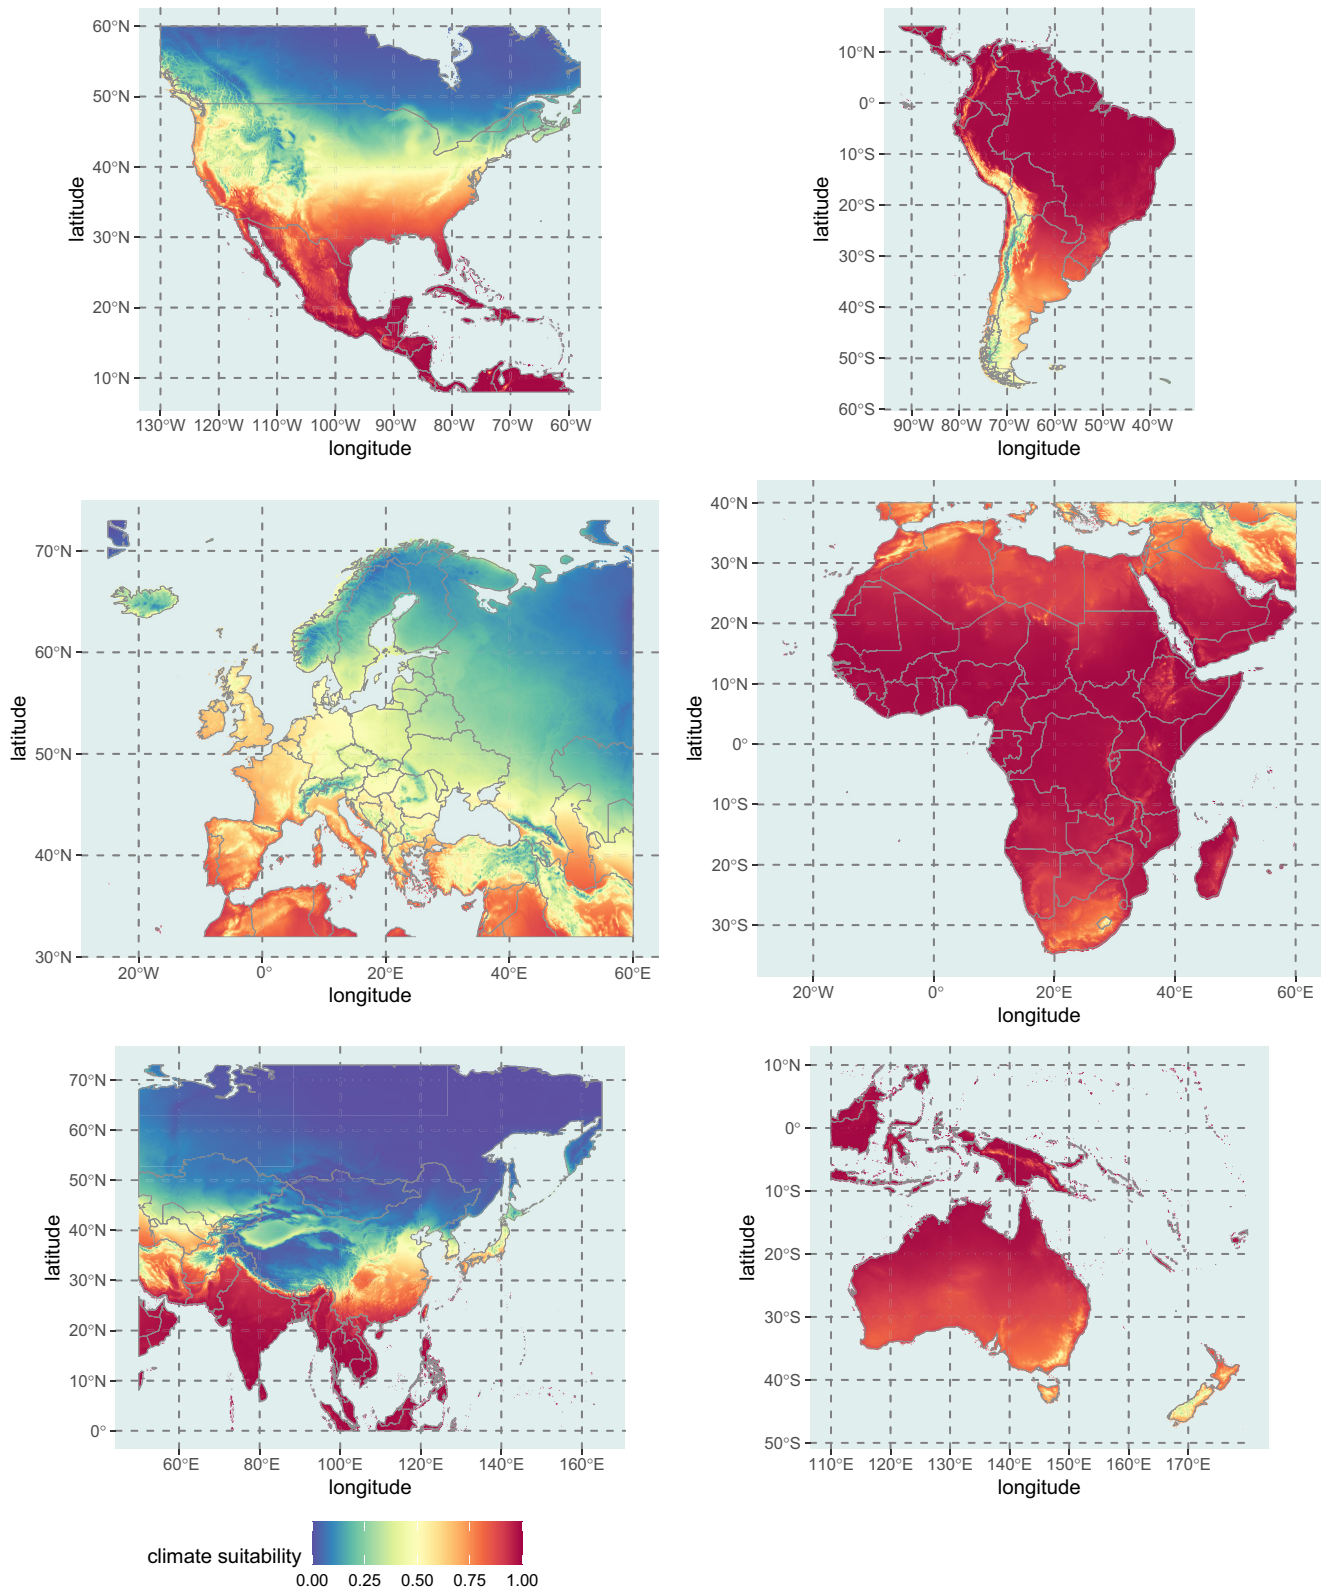 60°N
50°N
40°N
30°N
20°N
10°N
latitude
130°W 120°W 110°W 100°W 90°W 80°W 70°W 60°W
longitude
10°N
0°
10°S
20°S
30°S
40°S
50°S
60°S
latitude
90°W 80°W 70°W 60°W 50°W 40°W
longitude
70°N
60°N
50°N
40°N
30°N
latitude
20°W 0° 20°E 40°E 60°E
longitude
40°N
30°N
20°N
10°N
0°
10°S
20°S
30°S
latitude
20°W 0° 20°E 40°E 60°E
longitude
70°N
60°N
50°N
40°N
30°N
20°N
10°N
0°
latitude
60°E 80°E 100°E 120°E 140°E 160°E
longitude
10°N
0°
10°S
20°S
30°S
40°S
50°S
latitude
110°E 120°E 130°E 140°E 150°E 160°E 170°E
longitude
climate suitability
0.00 0.25 0.50 0.75 1.00